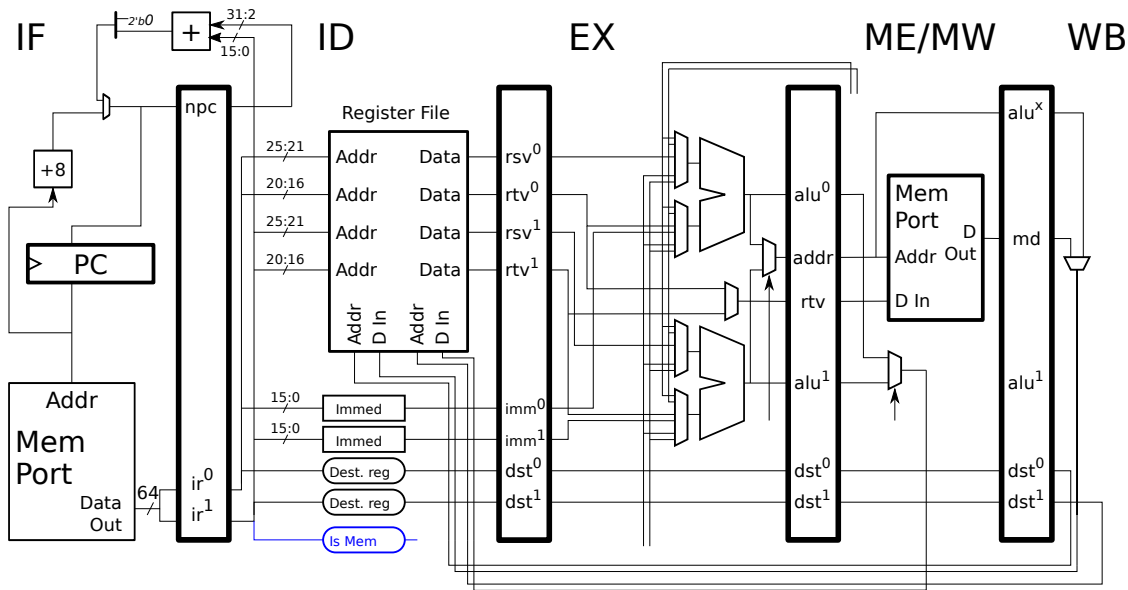 IF
ID
EX
ME/MW
WB
2'b0
+
31:2
15:0
npc
+8
PC
Addr
Mem
Port
Data
Out
64
ir⁰
ir¹
Register File
25:21
Addr
Data
20:16
Addr
Data
25:21
Addr
Data
20:16
Addr
Data
Addr
D In
Addr
D In
15:0
Immed
15:0
Immed
Dest. reg
Dest. reg
Is Mem
rsv⁰
rtv⁰
rsv¹
rtv¹
imm⁰
imm¹
dst⁰
dst¹
alu⁰
addr
rtv
alu¹
dst⁰
dst¹
Mem
Port
D
Addr
Out
D In
aluˣ
md
alu¹
dst⁰
dst¹